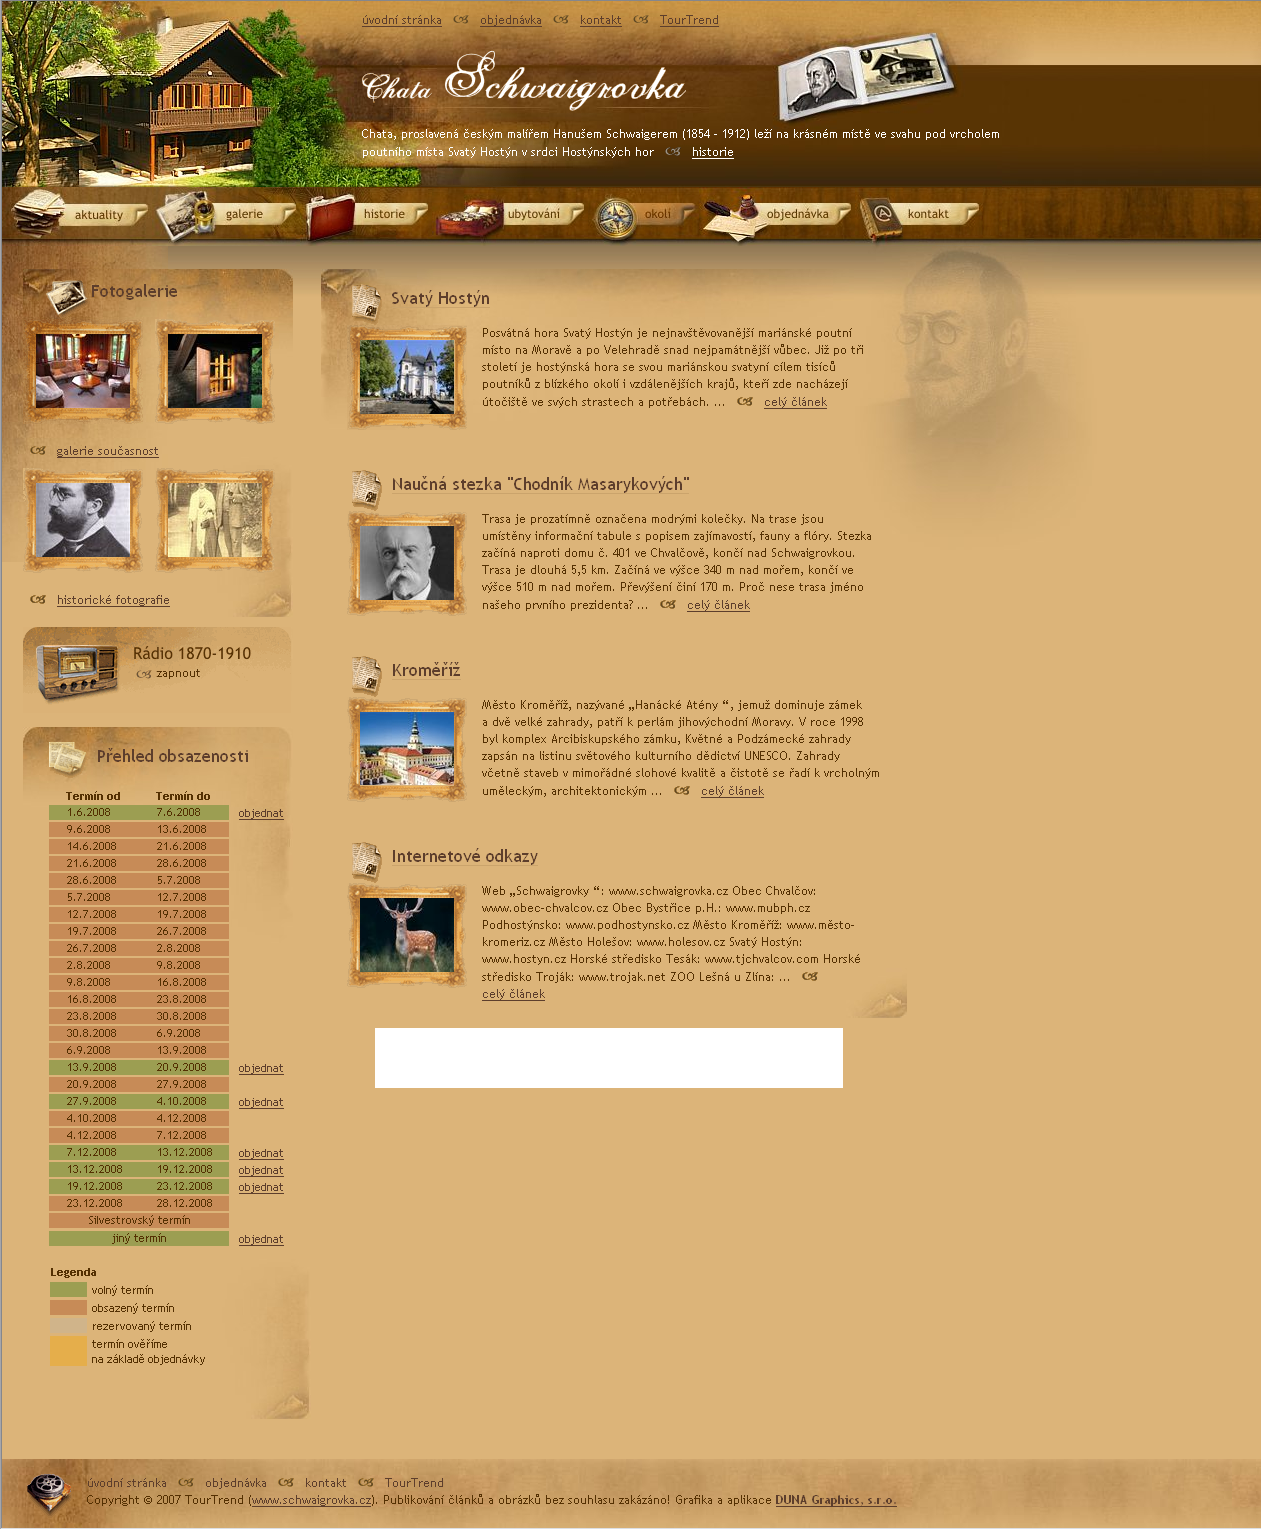 úvodní stránka objednávka kontakt TourTrend
Chata Schwaigrovka
Chata, proslavená českým malířem Hanušem Schwaigerem (1854 - 1912) leží na krásném místě ve svahu pod vrcholem
poutního místa Svatý Hostýn v srdci Hostýnských hor historie
aktuality galerie historie ubytování okolí objednávka kontakt
Fotogalerie
galerie současnost
historické fotografie
Rádio 1870-1910
zapnout
Přehled obsazenosti
Termín od Termín do
1.6.2008 7.6.2008 objednat
9.6.2008 13.6.2008
14.6.2008 21.6.2008
21.6.2008 28.6.2008
28.6.2008 5.7.2008
5.7.2008 12.7.2008
12.7.2008 19.7.2008
19.7.2008 26.7.2008
26.7.2008 2.8.2008
2.8.2008 9.8.2008
9.8.2008 16.8.2008
16.8.2008 23.8.2008
23.8.2008 30.8.2008
30.8.2008 6.9.2008
6.9.2008 13.9.2008
13.9.2008 20.9.2008 objednat
20.9.2008 27.9.2008
27.9.2008 4.10.2008 objednat
4.10.2008 4.12.2008
4.12.2008 7.12.2008
7.12.2008 13.12.2008 objednat
13.12.2008 19.12.2008 objednat
19.12.2008 23.12.2008 objednat
23.12.2008 28.12.2008
Silvestrovský termín
jiný termín objednat
Legenda
volný termín
obsazený termín
rezervovaný termín
termín ověříme
na základě objednávky
Svatý Hostýn
Posvátná hora Svatý Hostýn je nejnavštěvovanější mariánské poutní
místo na Moravě a po Velehradě snad nejpamátnější vůbec. Již po tři
století je hostýnská hora se svou mariánskou svatyní cílem tisíců
poutníků z blízkého okolí i vzdálenějších krajů, kteří zde nacházejí
útočiště ve svých strastech a potřebách. ... celý článek
Naučná stezka "Chodník Masarykových"
Trasa je prozatímně označena modrými kolečky. Na trase jsou
umístěny informační tabule s popisem zajímavostí, fauny a flóry. Stezka
začíná naproti domu č. 401 ve Chvalčově, končí nad Schwaigrovkou.
Trasa je dlouhá 5,5 km. Začíná ve výšce 340 m nad mořem, končí ve
výšce 510 m nad mořem. Převýšení činí 170 m. Proč nese trasa jméno
našeho prvního prezidenta? ... celý článek
Kroměříž
Město Kroměříž, nazývané „Hanácké Atény “, jemuž dominuje zámek
a dvě velké zahrady, patří k perlám jihovýchodní Moravy. V roce 1998
byl komplex Arcibiskupského zámku, Květné a Podzámecké zahrady
zapsán na listinu světového kulturního dědictví UNESCO. Zahrady
včetně staveb v mimořádné slohové kvalitě a čistotě se řadí k vrcholným
uměleckým, architektonickým ... celý článek
Internetové odkazy
Web „Schwaigrovky “: www.schwaigrovka.cz Obec Chvalčov:
www.obec-chvalcov.cz Obec Bystřice p.H.: www.mubph.cz
Podhostýnsko: www.podhostynsko.cz Město Kroměříž: www.město-
kromeriz.cz Město Holešov: www.holesov.cz Svatý Hostýn:
www.hostyn.cz Horské středisko Tesák: www.tjchvalcov.com Horské
středisko Troják: www.trojak.net ZOO Lešná u Zlína: ...
celý článek
úvodní stránka objednávka kontakt TourTrend
Copyright © 2007 TourTrend (www.schwaigrovka.cz). Publikování článků a obrázků bez souhlasu zakázáno! Grafika a aplikace DUNA Graphics, s.r.o.